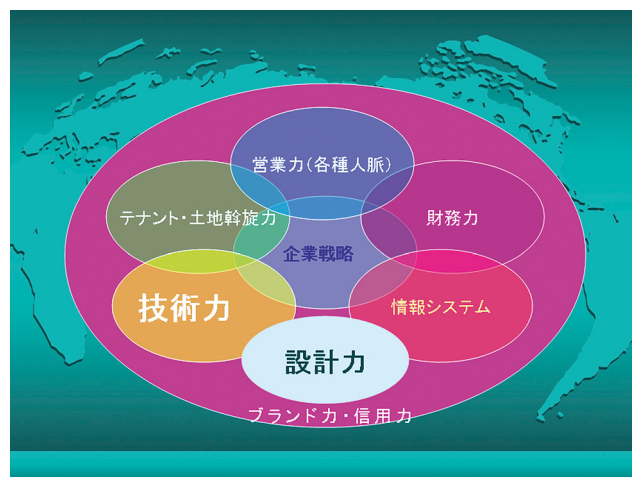 営業力（各種人脈）
テナント・土地斡旋力
財務力
企業戦略
技術力
情報システム
設計力
ブランド力・信用力